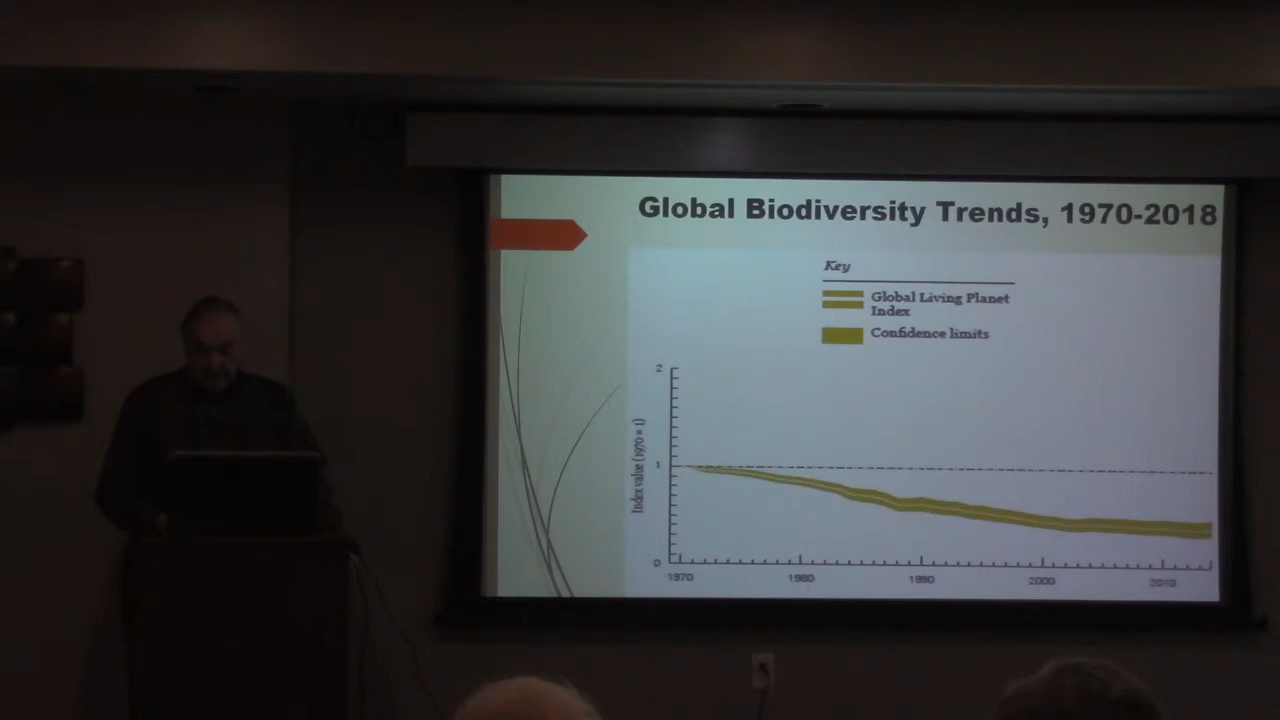 Global Biodiversity Trends, 1970-2018
Key
Global Living Planet
Index
Confidence limits
Index value (1970 = 1)
2
1
0
1970
1980
1990
2000
2010